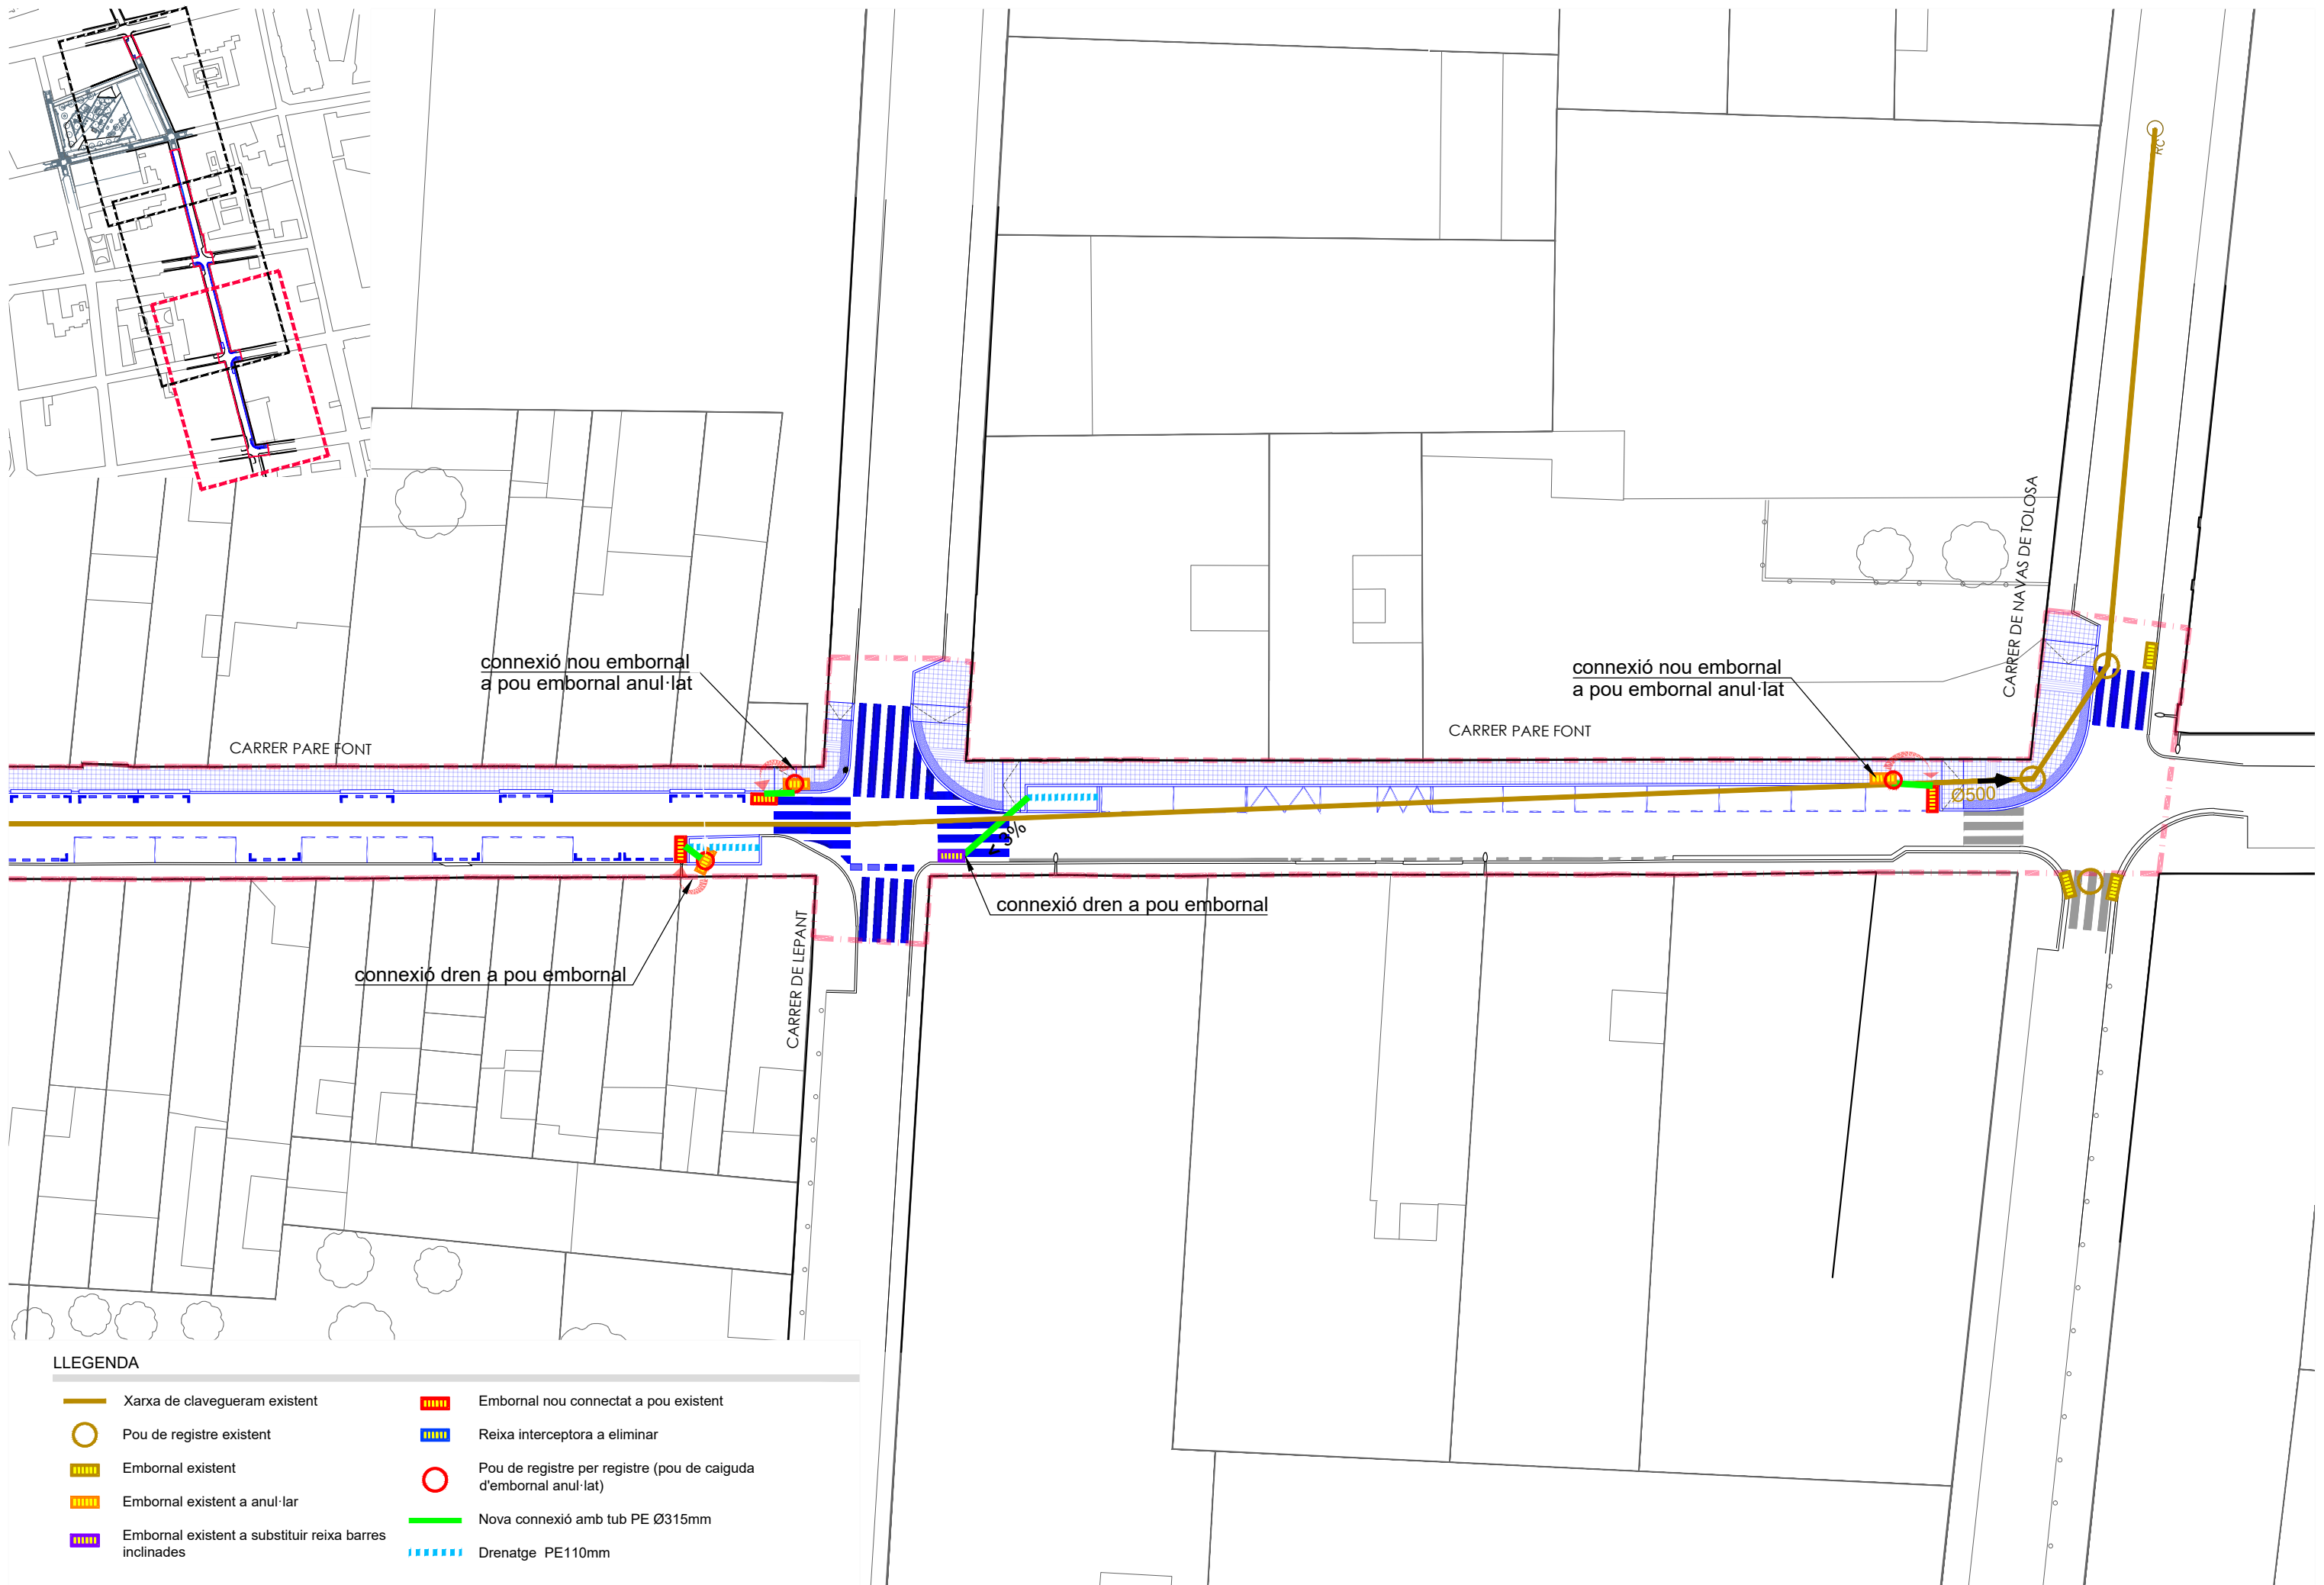 RC
CARRER DE NAVAS DE TOLOSA
connexió nou embornal
a pou embornal anul·lat
connexió nou embornal
a pou embornal anul·lat
CARRER PARE FONT
CARRER PARE FONT
Ø500
3%
connexió dren a pou embornal
connexió dren a pou embornal
CARRER DE LEPANT
LLEGENDA
Xarxa de clavegueram existent
Pou de registre existent
Embornal existent
Embornal existent a anul·lar
Embornal existent a substituir reixa barres
inclinades
Embornal nou connectat a pou existent
Reixa interceptora a eliminar
Pou de registre per registre (pou de caiguda
d'embornal anul·lat)
Nova connexió amb tub PE Ø315mm
Drenatge PE110mm